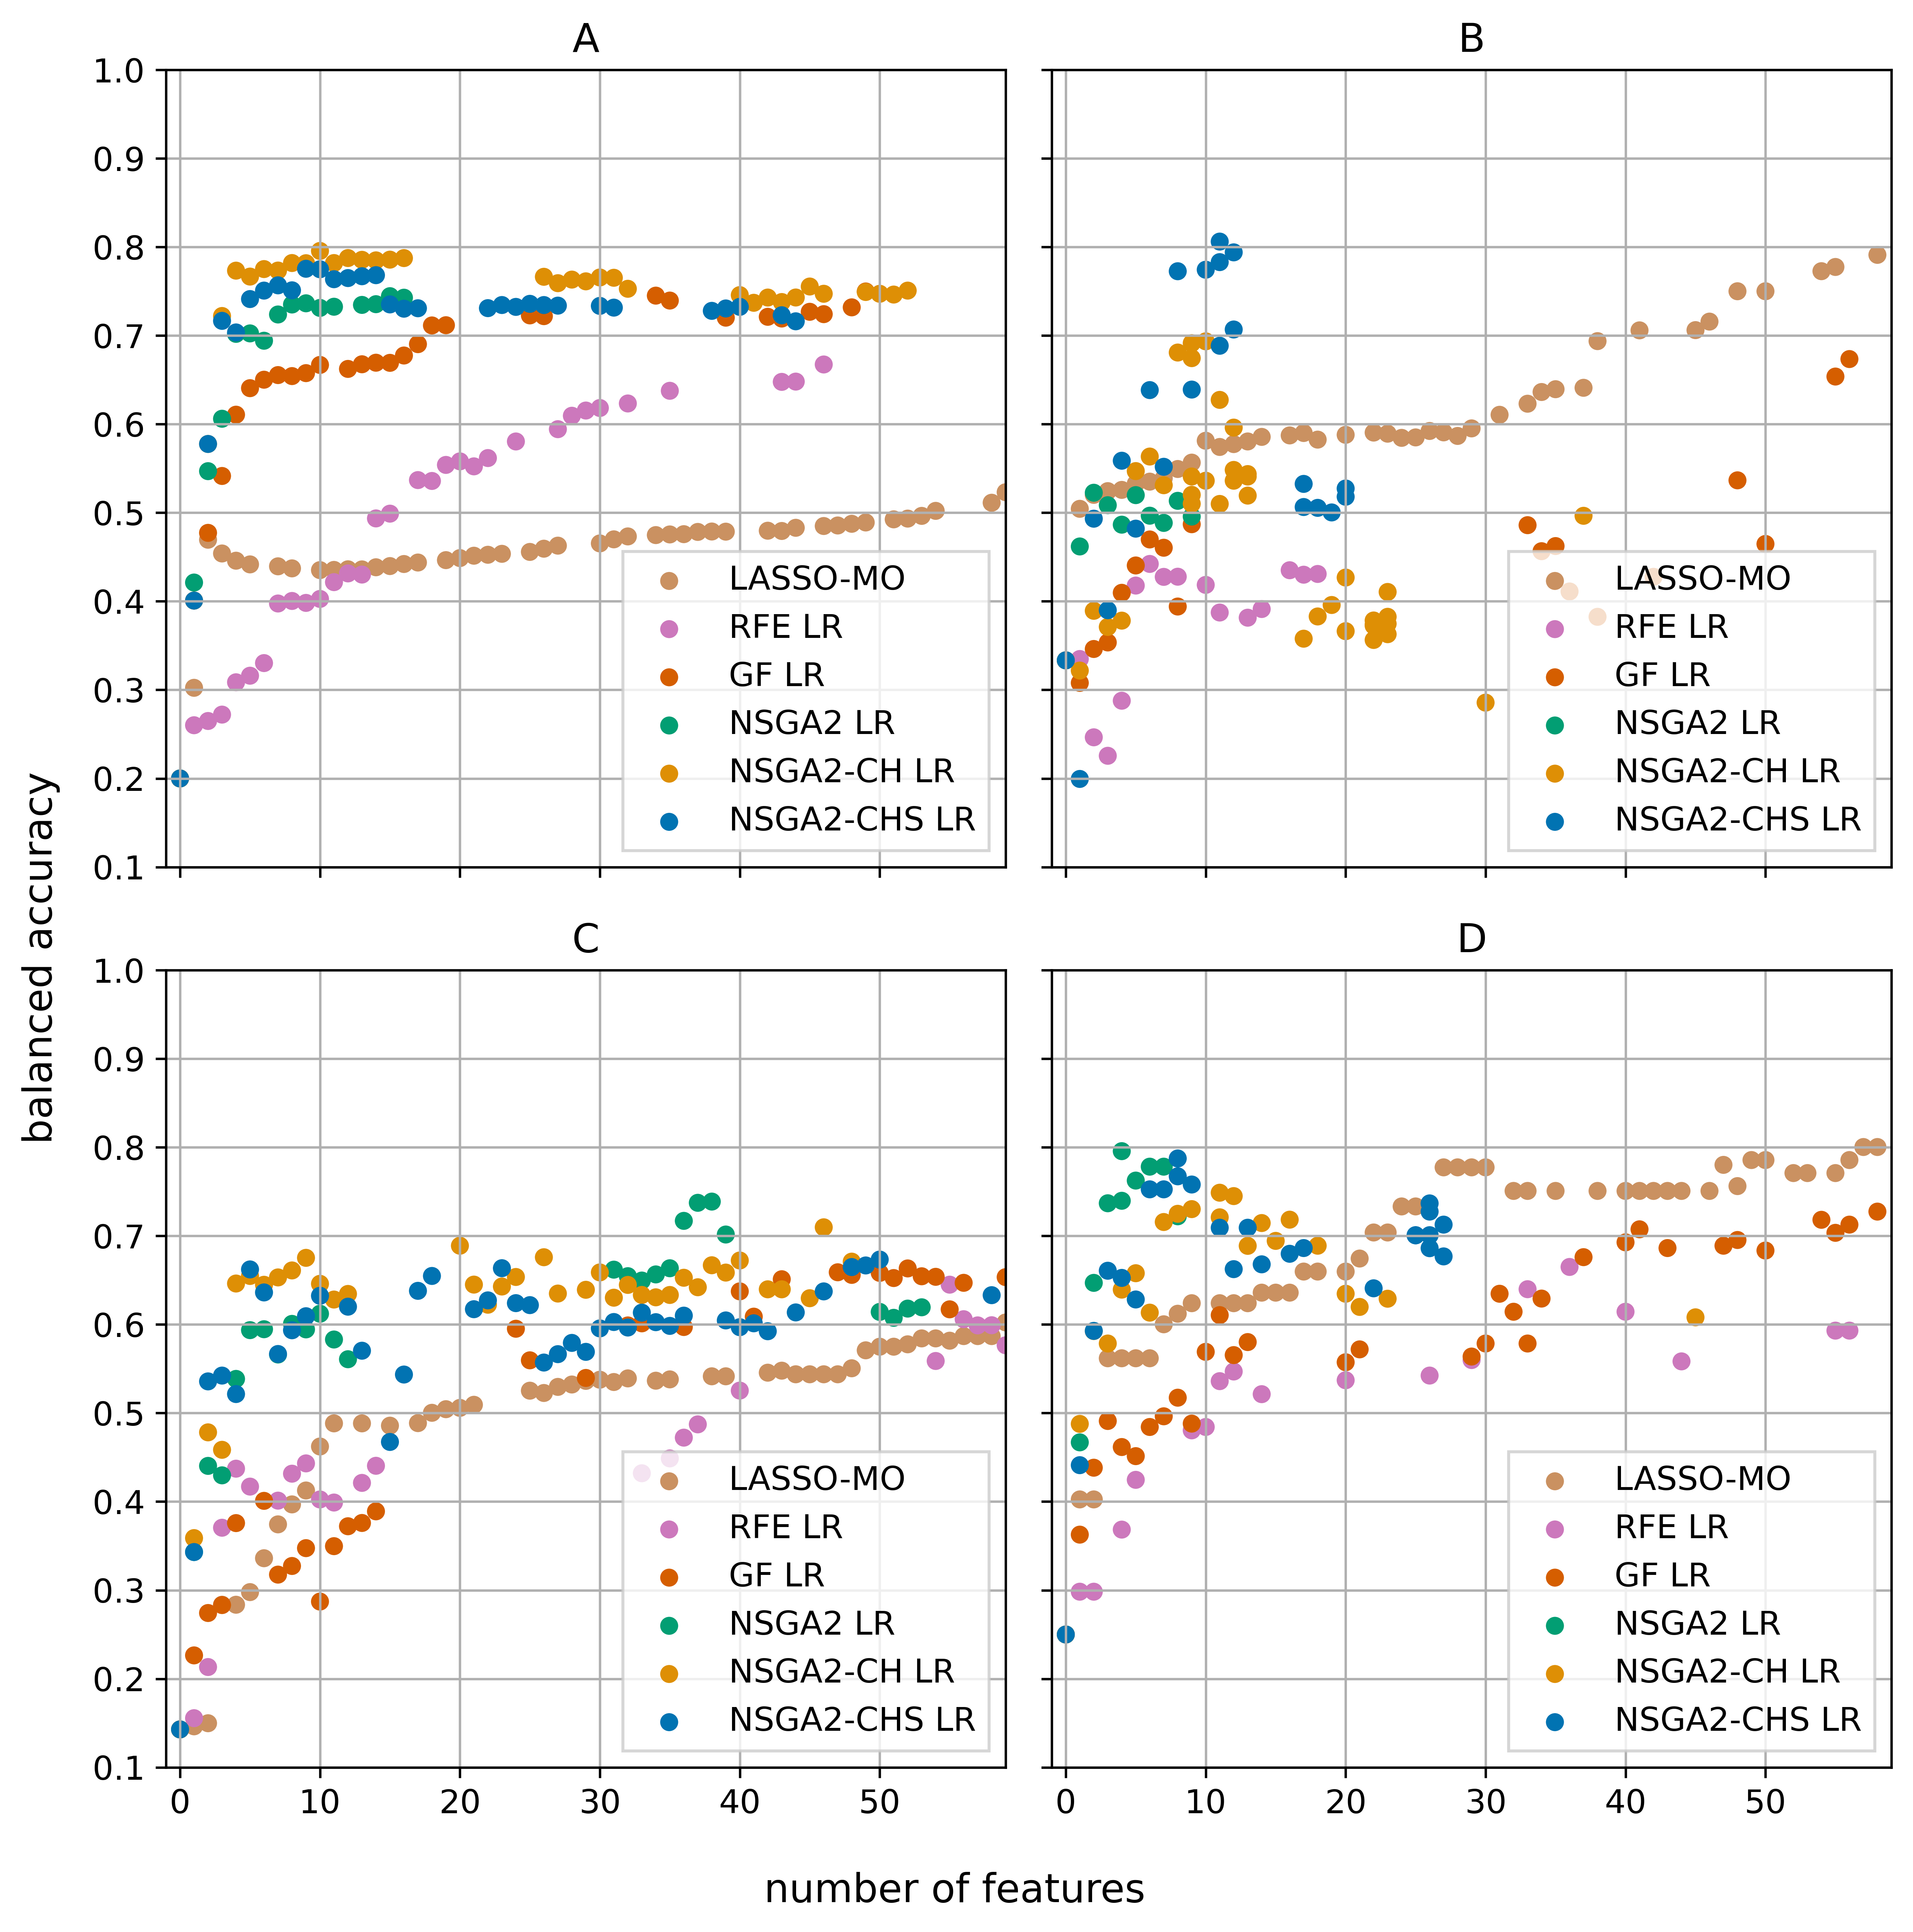 A
B
1.0
0.9
0.8
0.7
0.6
0.5
0.4
0.3
0.2
0.1
LASSO-MO
RFE LR
GF LR
NSGA2 LR
NSGA2-CH LR
NSGA2-CHS LR
LASSO-MO
RFE LR
GF LR
NSGA2 LR
NSGA2-CH LR
NSGA2-CHS LR
balanced accuracy
C
D
1.0
0.9
0.8
0.7
0.6
0.5
0.4
0.3
0.2
0.1
LASSO-MO
RFE LR
GF LR
NSGA2 LR
NSGA2-CH LR
NSGA2-CHS LR
LASSO-MO
RFE LR
GF LR
NSGA2 LR
NSGA2-CH LR
NSGA2-CHS LR
0 10 20 30 40 50
0 10 20 30 40 50
number of features